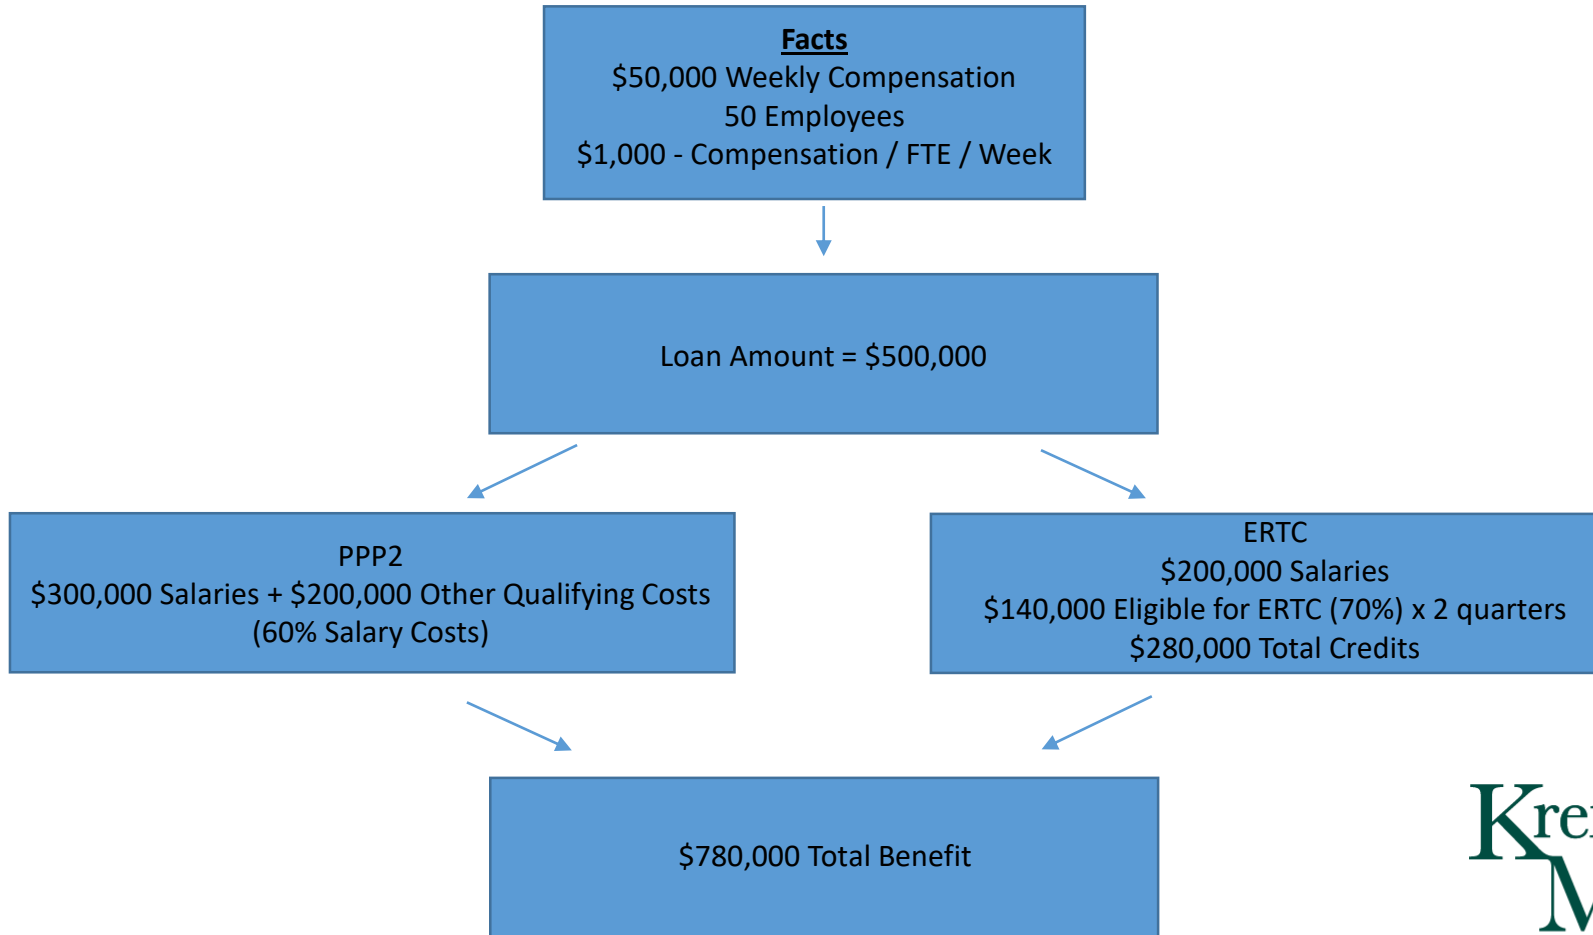 Facts
$50,000 Weekly Compensation
50 Employees
$1,000 - Compensation / FTE / Week
Loan Amount = $500,000
PPP2
$300,000 Salaries + $200,000 Other Qualifying Costs
(60% Salary Costs)
ERTC
$200,000 Salaries
$140,000 Eligible for ERTC (70%) x 2 quarters
$280,000 Total Credits
$780,000 Total Benefit